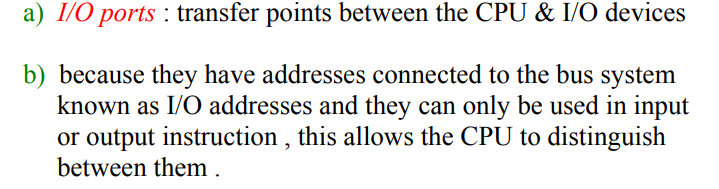 a) I/O ports : transfer points between the CPU & I/O devices
b) because they have addresses connected to the bus system
known as I/O addresses and they can only be used in input
or output instruction , this allows the CPU to distinguish
between them .